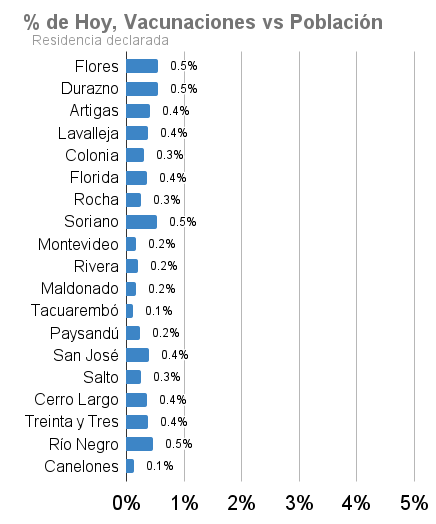 % de Hoy, Vacunaciones vs Población
Residencia declarada
Flores 0.5%
Durazno 0.5%
Artigas 0.4%
Lavalleja 0.4%
Colonia 0.3%
Florida 0.4%
Rocha 0.3%
Soriano 0.5%
Montevideo 0.2%
Rivera 0.2%
Maldonado 0.2%
Tacuarembó 0.1%
Paysandú 0.2%
San José 0.4%
Salto 0.3%
Cerro Largo 0.4%
Treinta y Tres 0.4%
Río Negro 0.5%
Canelones 0.1%
0% 1% 2% 3% 4% 5%